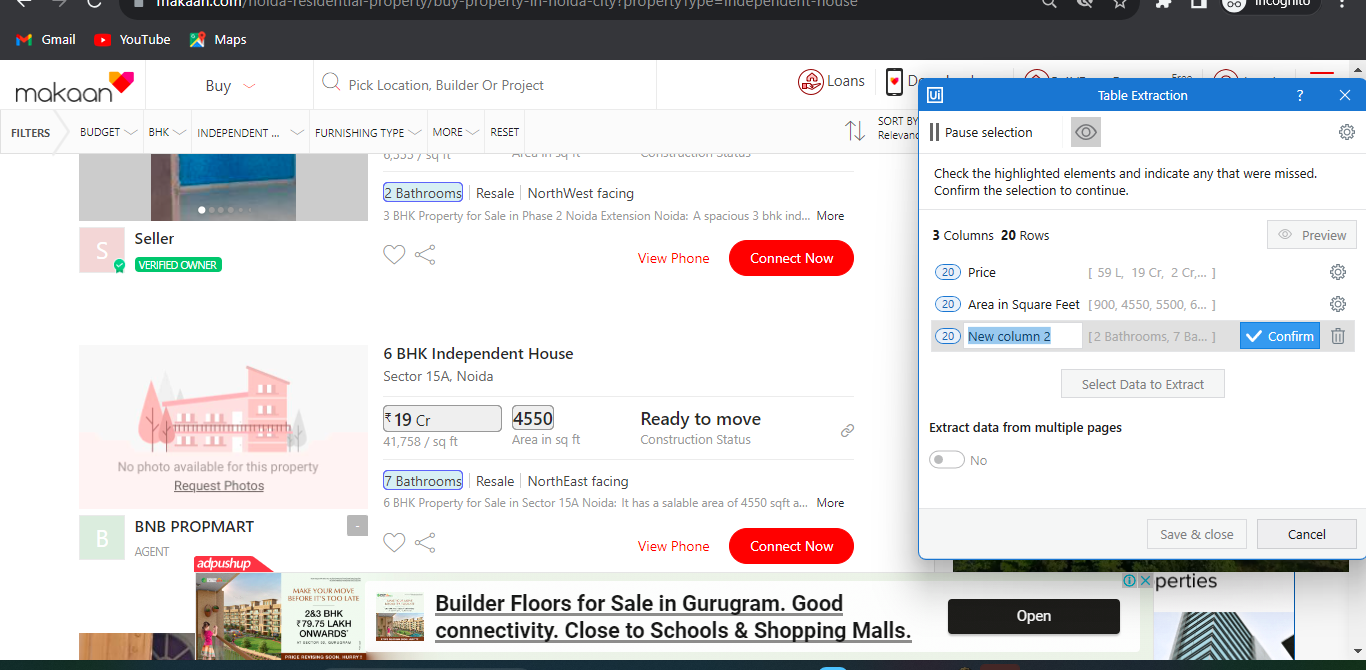 makaan.com/noida-residential-property/buy-property-in-noida-city?propertyType=independent-house
Incognito
Gmail
YouTube
Maps
makaan
Buy
Pick Location, Builder Or Project
Loans
FILTERS
BUDGET
BHK
INDEPENDENT ...
FURNISHING TYPE
MORE
RESET
SORT BY
Relevanc
6,333 / sq ft
Area in sq ft
Construction Status
2 Bathrooms
Resale
NorthWest facing
3 BHK Property for Sale in Phase 2 Noida Extension Noida: A spacious 3 bhk ind... More
S
Seller
VERIFIED OWNER
View Phone
Connect Now
No photo available for this property
Request Photos
6 BHK Independent House
Sector 15A, Noida
₹ 19 Cr
4550
Ready to move
41,758 / sq ft
Area in sq ft
Construction Status
7 Bathrooms
Resale
NorthEast facing
6 BHK Property for Sale in Sector 15A Noida: It has a salable area of 4550 sqft a... More
B
BNB PROPMART
-
AGENT
View Phone
Connect Now
adpushup
MAKE YOUR MOVE
BEFORE IT'S TOO LATE
2&3 BHK
₹79.75 LAKH
ONWARDS*
PRICE REVISING SOON, HURRY!
Builder Floors for Sale in Gurugram. Good
connectivity. Close to Schools & Shopping Malls.
Open
perties
Ui
Table Extraction
?
Pause selection
Check the highlighted elements and indicate any that were missed.
Confirm the selection to continue.
3 Columns 20 Rows
Preview
20 Price [ 59 L, 19 Cr, 2 Cr,... ]
20 Area in Square Feet [900, 4550, 5500, 6... ]
20 New column 2 [2 Bathrooms, 7 Ba... ]
Confirm
Select Data to Extract
Extract data from multiple pages
No
Save & close
Cancel